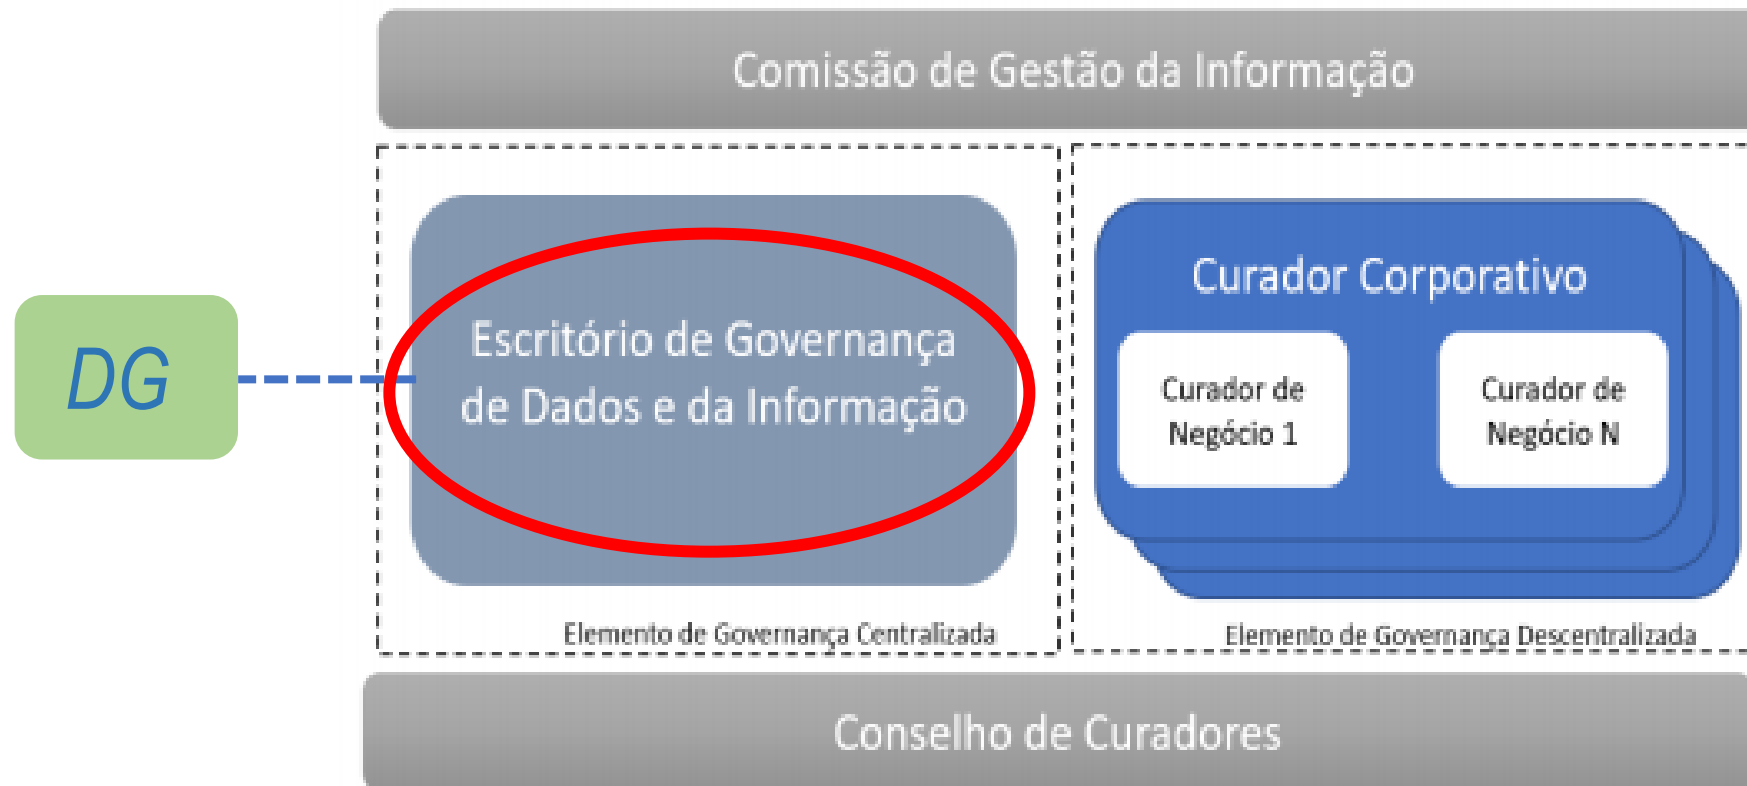 Comissão de Gestão da Informação
DG
Escritório de Governança
de Dados e da Informação
Elemento de Governança Centralizada
Curador Corporativo
Curador de
Negócio 1
Curador de
Negócio N
Elemento de Governança Descentralizada
Conselho de Curadores